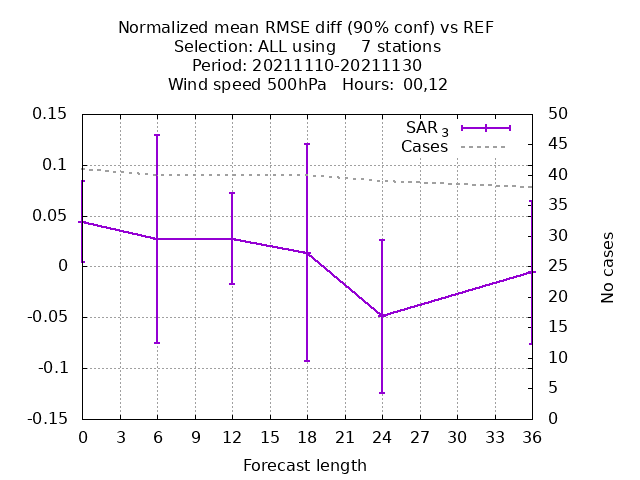 Normalized mean RMSE diff (90% conf) vs REF
Selection: ALL using 7 stations
Period: 20211110-20211130
Wind speed 500hPa Hours: 00,12
SAR 3
Cases
0.15
0.1
0.05
0
-0.05
-0.1
-0.15
50
45
40
35
30
25
20
15
10
5
0
No cases
0 3 6 9 12 15 18 21 24 27 30 33 36
Forecast length